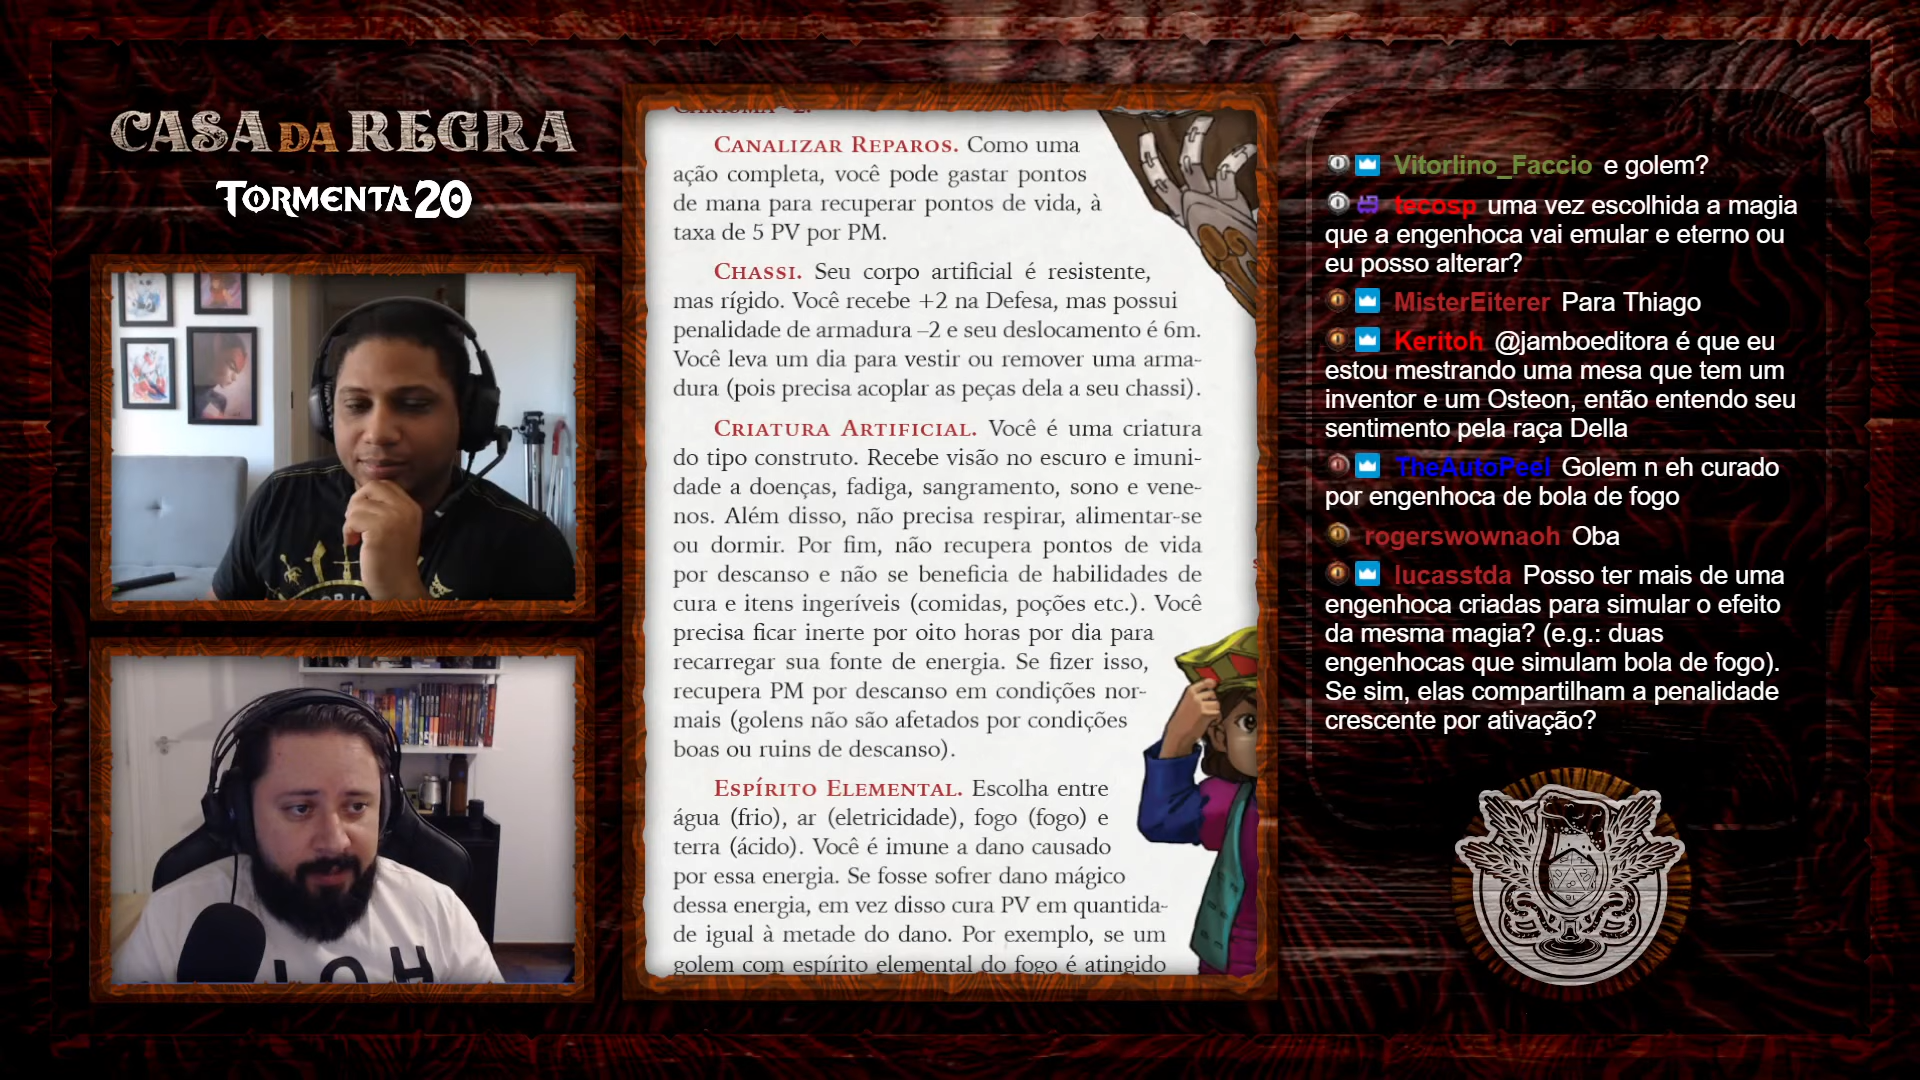 CASA DA REGRA
TORMENTA20
CARISMA –2.
CANALIZAR REPAROS. Como uma
ação completa, você pode gastar pontos
de mana para recuperar pontos de vida, à
taxa de 5 PV por PM.
CHASSI. Seu corpo artificial é resistente,
mas rígido. Você recebe +2 na Defesa, mas possui
penalidade de armadura –2 e seu deslocamento é 6m.
Você leva um dia para vestir ou remover uma arma-
dura (pois precisa acoplar as peças dela a seu chassi).
CRIATURA ARTIFICIAL. Você é uma criatura
do tipo construto. Recebe visão no escuro e imuni-
dade a doenças, fadiga, sangramento, sono e vene-
nos. Além disso, não precisa respirar, alimentar-se
ou dormir. Por fim, não recupera pontos de vida
por descanso e não se beneficia de habilidades de
cura e itens ingeríveis (comidas, poções etc.). Você
precisa ficar inerte por oito horas por dia para
recarregar sua fonte de energia. Se fizer isso,
recupera PM por descanso em condições nor-
mais (golens não são afetados por condições
boas ou ruins de descanso).
ESPÍRITO ELEMENTAL. Escolha entre
água (frio), ar (eletricidade), fogo (fogo) e
terra (ácido). Você é imune a dano causado
por essa energia. Se fosse sofrer dano mágico
dessa energia, em vez disso cura PV em quantida-
de igual à metade do dano. Por exemplo, se um
golem com espírito elemental do fogo é atingido
Vitorlino_Faccio e golem?
tecosp uma vez escolhida a magia
que a engenhoca vai emular e eterno ou
eu posso alterar?
MisterEiterer Para Thiago
Keritoh @jamboeditora é que eu
estou mestrando uma mesa que tem um
inventor e um Osteon, então entendo seu
sentimento pela raça Della
TheAutoPeel Golem n eh curado
por engenhoca de bola de fogo
rogerswownaoh Oba
lucasstda Posso ter mais de uma
engenhoca criadas para simular o efeito
da mesma magia? (e.g.: duas
engenhocas que simulam bola de fogo).
Se sim, elas compartilham a penalidade
crescente por ativação?